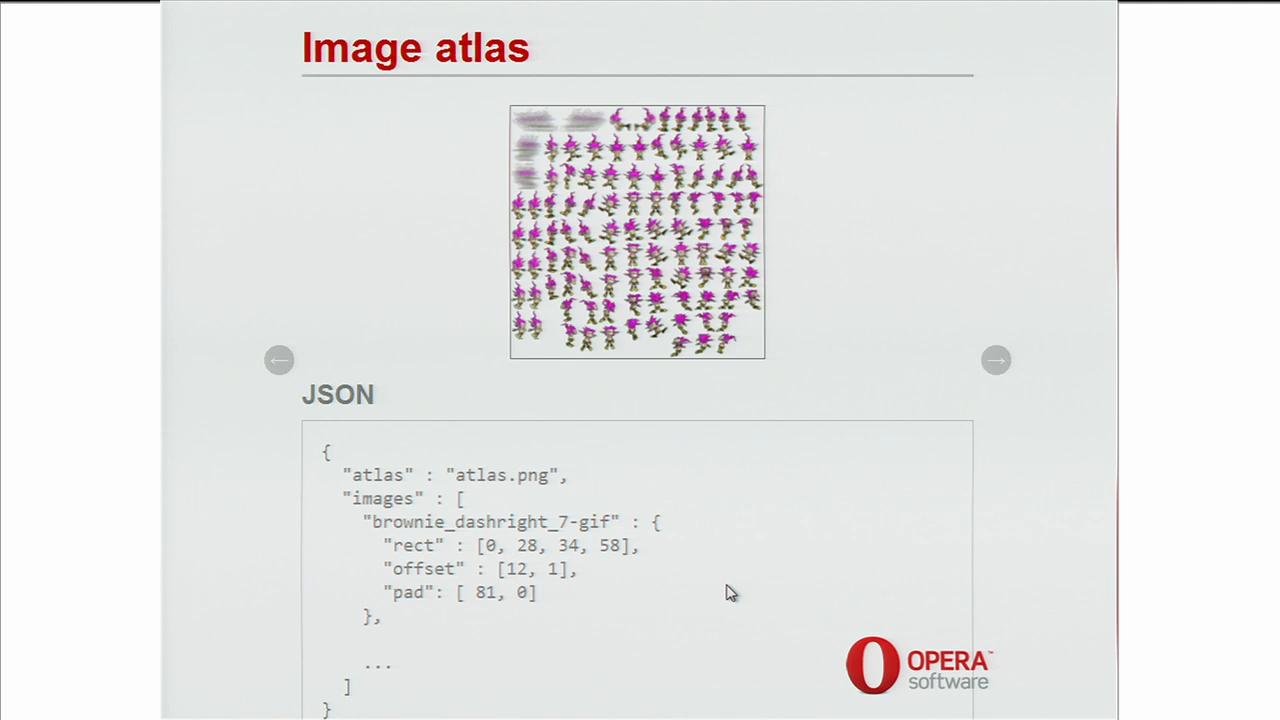 Image atlas
JSON
{
"atlas" : "atlas.png",
"images" : [
"brownie_dashright_7-gif" : {
"rect" : [0, 28, 34, 58],
"offset" : [12, 1],
"pad": [ 81, 0]
},
...
]
}
OPERA™
software